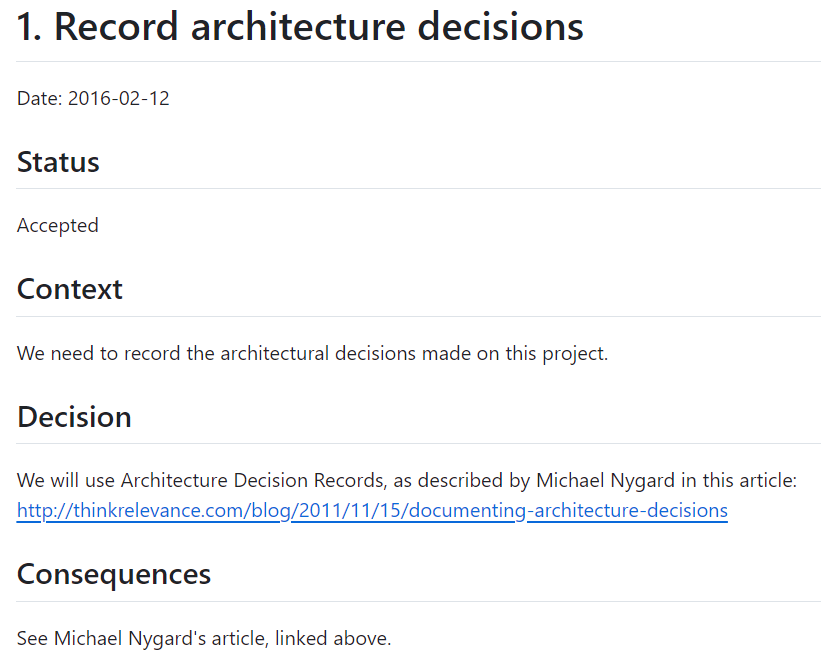 1. Record architecture decisions
Date: 2016-02-12
Status
Accepted
Context
We need to record the architectural decisions made on this project.
Decision
We will use Architecture Decision Records, as described by Michael Nygard in this article:
http://thinkrelevance.com/blog/2011/11/15/documenting-architecture-decisions
Consequences
See Michael Nygard's article, linked above.